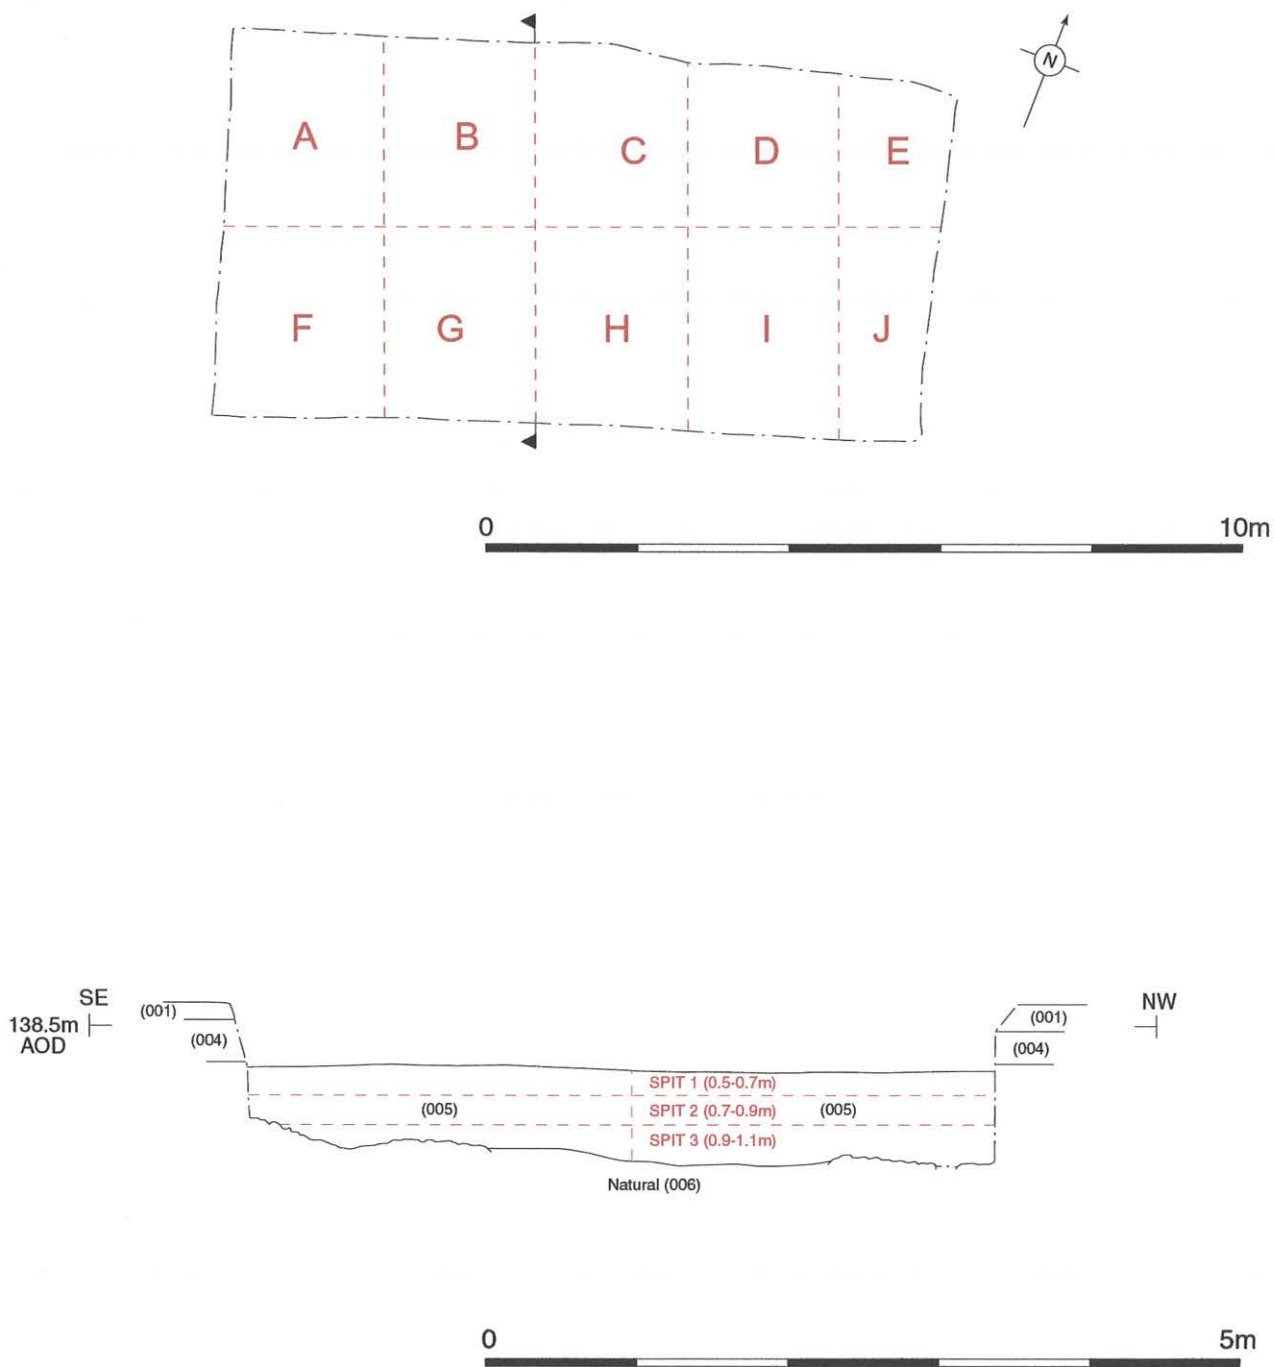 N
A B C D E
F G H I J
0 10m
SE NW
138.5m
AOD
(001) (001)
(004) (004)
SPIT 1 (0.5-0.7m)
(005) SPIT 2 (0.7-0.9m) (005)
SPIT 3 (0.9-1.1m)
Natural (006)
0 5m